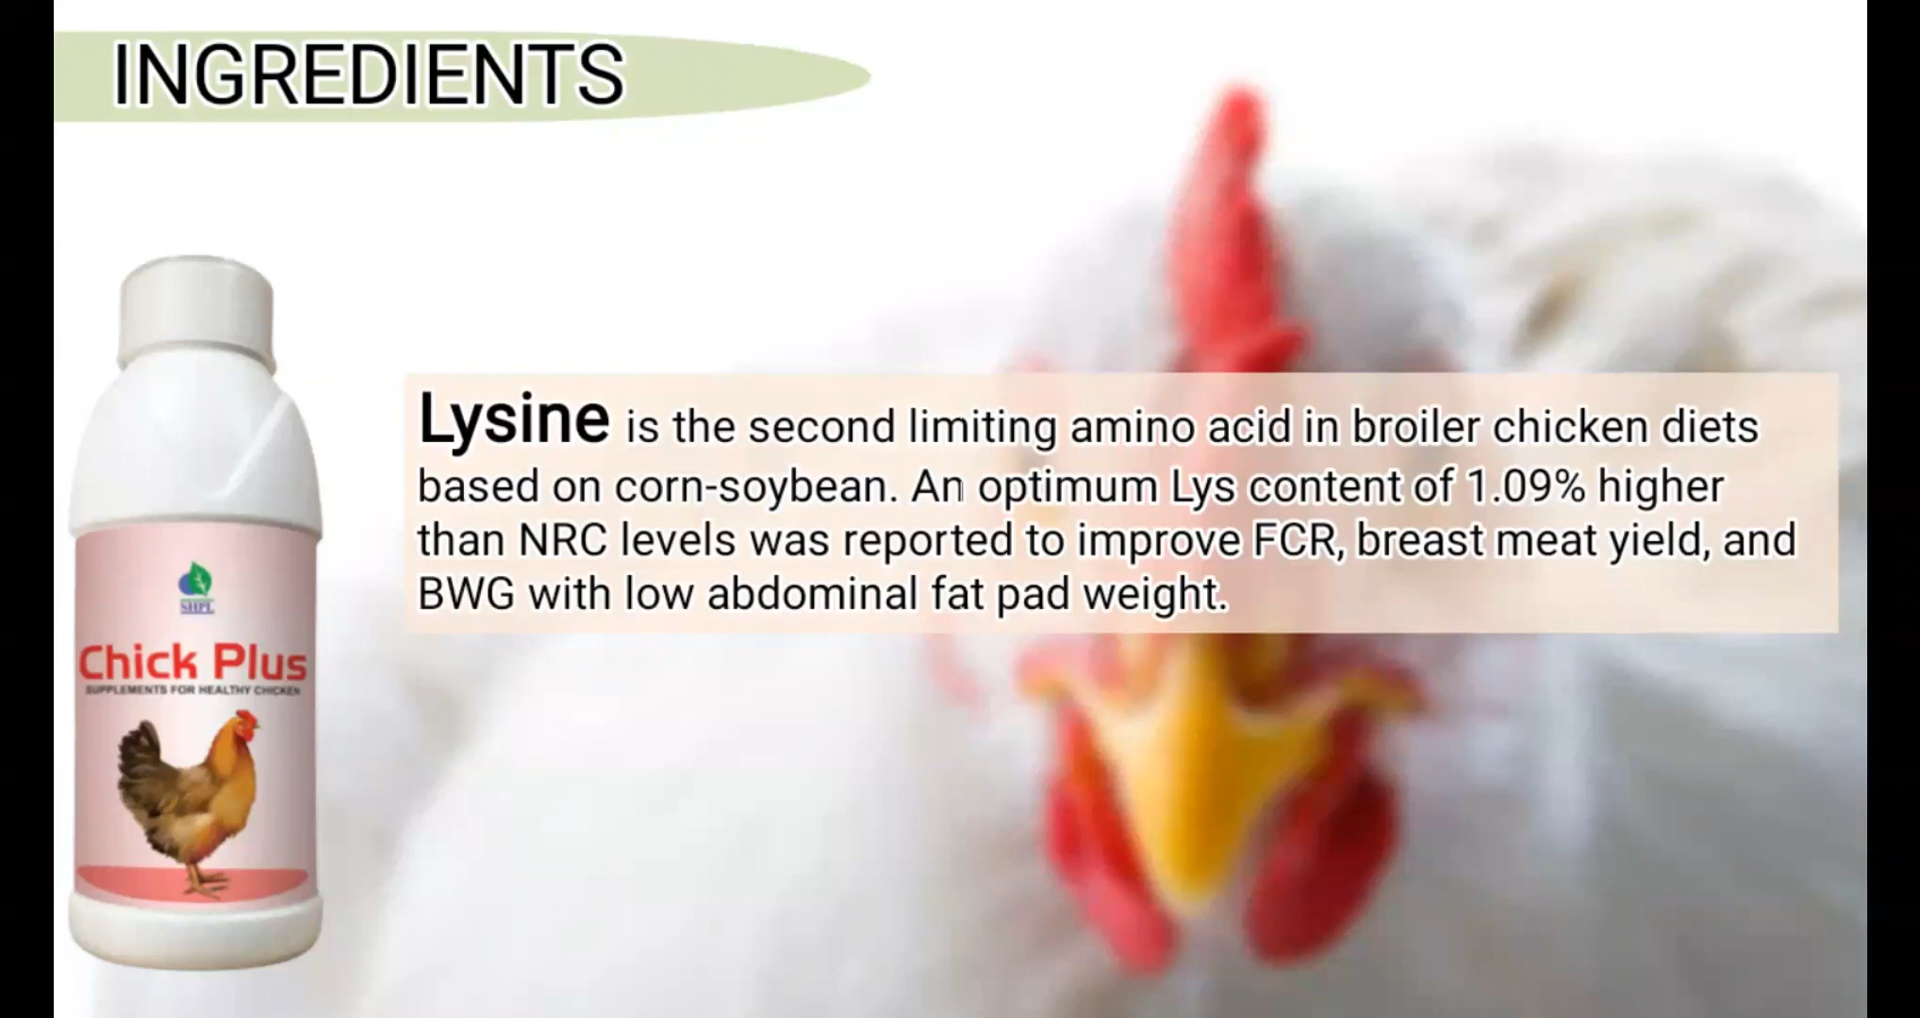 INGREDIENTS
Lysine is the second limiting amino acid in broiler chicken diets
based on corn-soybean. An optimum Lys content of 1.09% higher
than NRC levels was reported to improve FCR, breast meat yield, and
BWG with low abdominal fat pad weight.
SHPL
Chick Plus
SUPPLEMENTS FOR HEALTHY CHICKEN